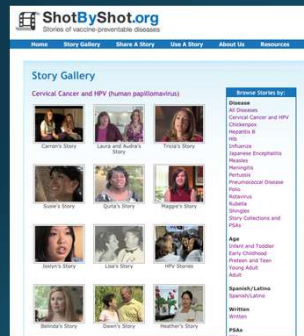 ShotByShot.org
Stories of vaccine-preventable diseases
Home Story Gallery Share A Story Use A Story About Us Resources
Story Gallery
Cervical Cancer and HPV (human papillomavirus)
Carron's Story
Laura and Audra's
Story
Tricia's Story
Susie's Story
Qurta's Story
Maggie's Story
Jeslyn's Story
Lisa's Story
HPV Stories
Belinda's Story
Dawn's Story
Heather's Story
Browse Stories by:
Disease
All Diseases
Cervical Cancer and HPV
Chickenpox
Hepatitis B
Hib
Influenza
Japanese Encephalitis
Measles
Meningitis
Pertussis
Pneumococcal Disease
Polio
Rotavirus
Rubella
Shingles
Story Collections and
PSAs
Age
Infant and Toddler
Early Childhood
Preteen and Teen
Young Adult
Adult
Spanish/Latino
Spanish/Latino
Written
Written
PSAs